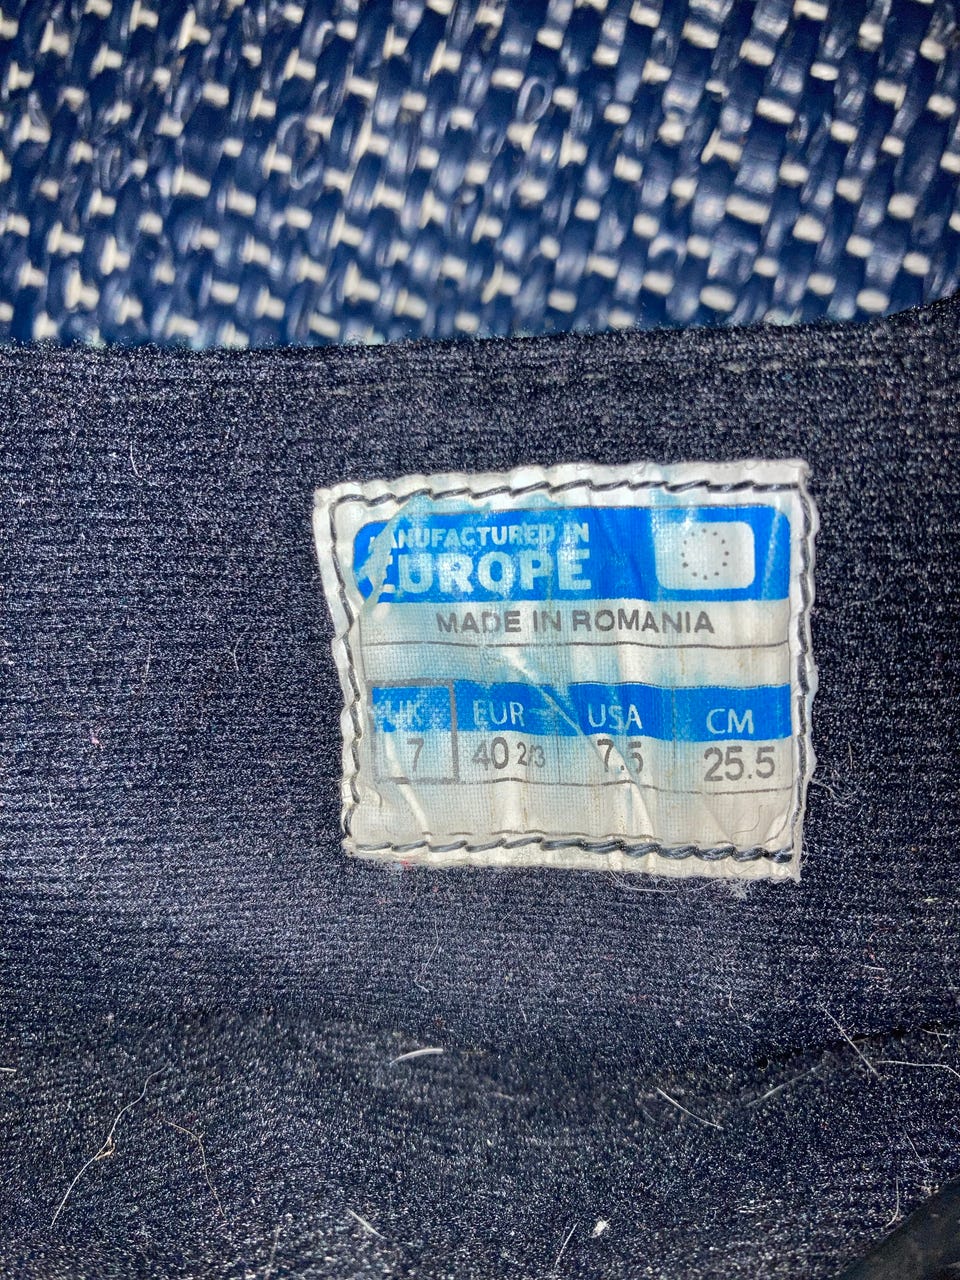 MANUFACTURED IN
EUROPE
MADE IN ROMANIA
UK EUR USA CM
7 40 2/3 7.5 25.5